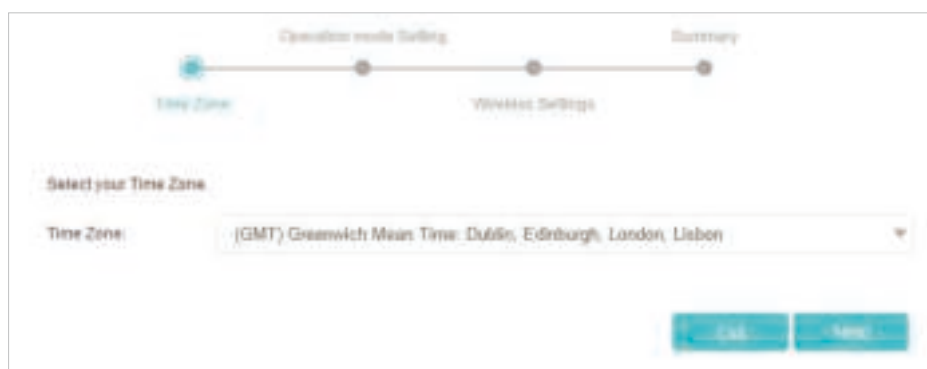 Operation mode Setting
Summary
Time Zone
Wireless Settings
Select your Time Zone
Time Zone:
(GMT) Greenwich Mean Time: Dublin, Edinburgh, London, Lisbon
Exit
Next